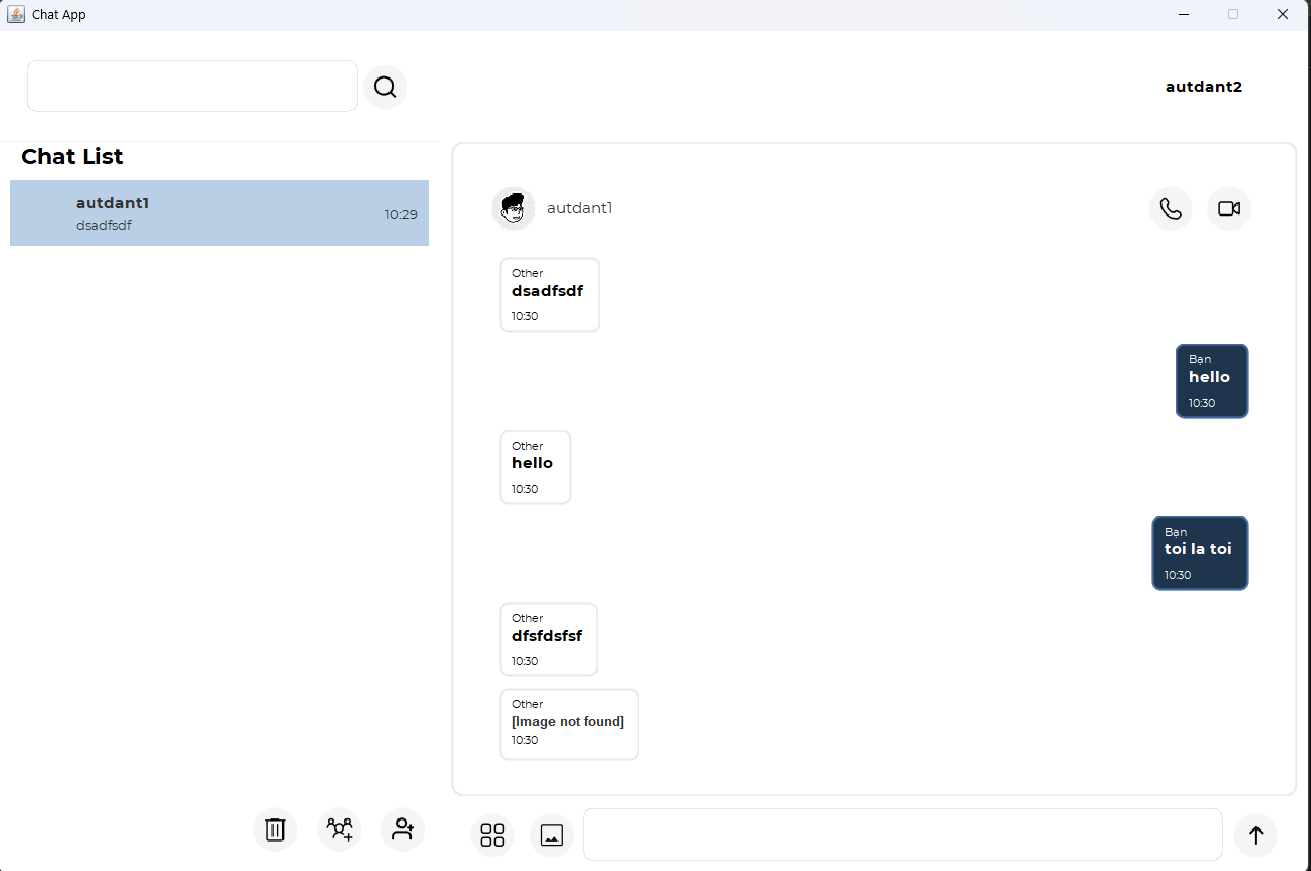 Chat App
autdant2
Chat List
autdant1
dsadfsdf
10:29
autdant1
Other
dsadfsdf
10:30
Bạn
hello
10:30
Other
hello
10:30
Bạn
toi la toi
10:30
Other
dfsfdsfsf
10:30
Other
[Image not found]
10:30